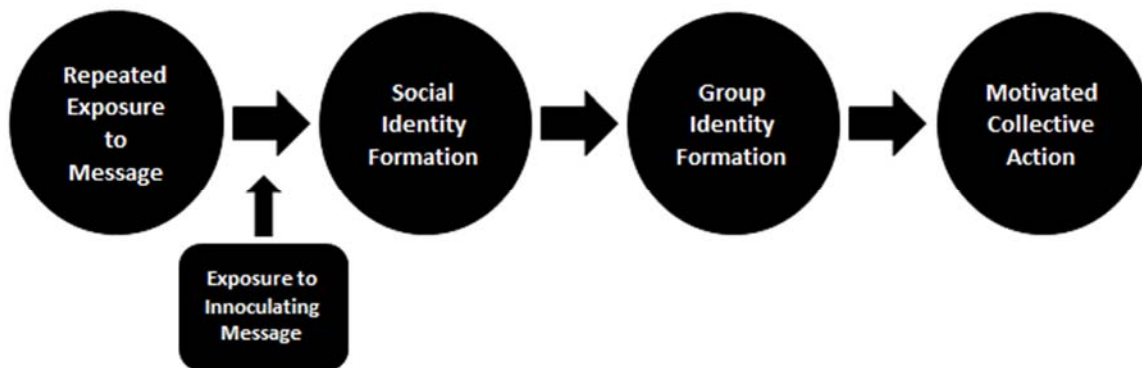 Repeated
Exposure
to
Message
Social
Identity
Formation
Group
Identity
Formation
Motivated
Collective
Action
Exposure to
Innoculating
Message